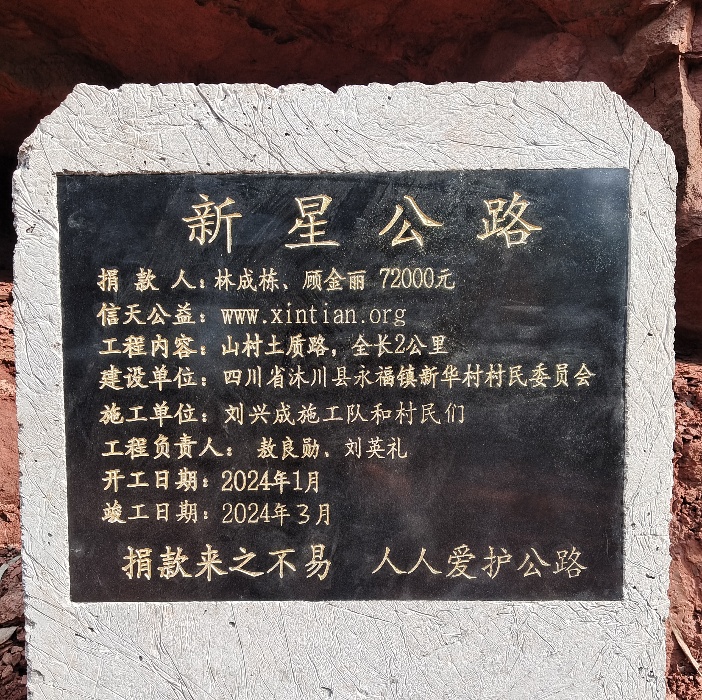 新星公路
捐款人：林成栋、顾金丽 72000元
信天公益：www.xintian.org
工程内容：山村土质路，全长2公里
建设单位：四川省沐川县永福镇新华村村民委员会
施工单位：刘兴成施工队和村民们
工程负责人：敖良勋、刘英礼
开工日期：2024年1月
竣工日期：2024年3月
捐款来之不易 人人爱护公路